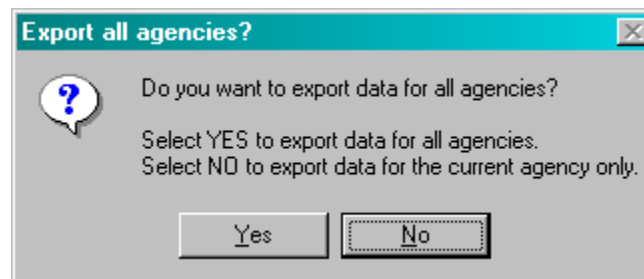 Export all agencies?
Do you want to export data for all agencies?
Select YES to export data for all agencies.
Select NO to export data for the current agency only.
Yes
No